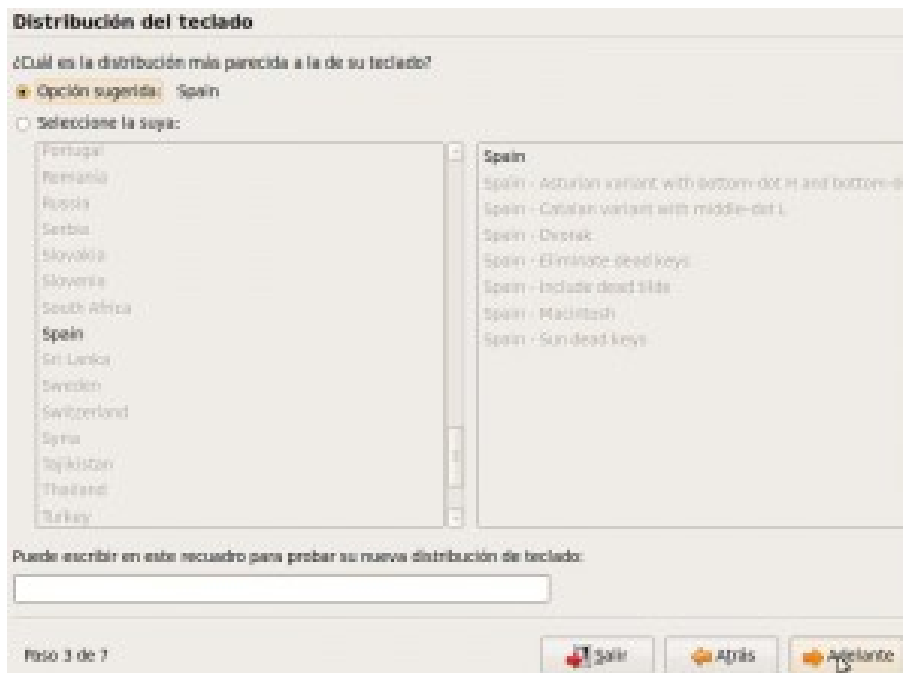 Distribución del teclado
¿Cuál es la distribución más parecida a la de su teclado?
Opción sugerida: Spain
Seleccione la suya:
Portugal
Romania
Russia
Serbia
Slovakia
Slovenia
South Africa
Spain
Sri Lanka
Sweden
Switzerland
Syria
Tajikistan
Thailand
Turkey
Spain
Spain - Asturian variant with bottom-dot H and bottom-d
Spain - Catalan variant with middle-dot L
Spain - Dvorak
Spain - Eliminate dead keys
Spain - Include dead tilde
Spain - Macintosh
Spain - Sun dead keys
Puede escribir en este recuadro para probar su nueva distribución de teclado:
Paso 3 de 7
Salir
Atrás
Adelante